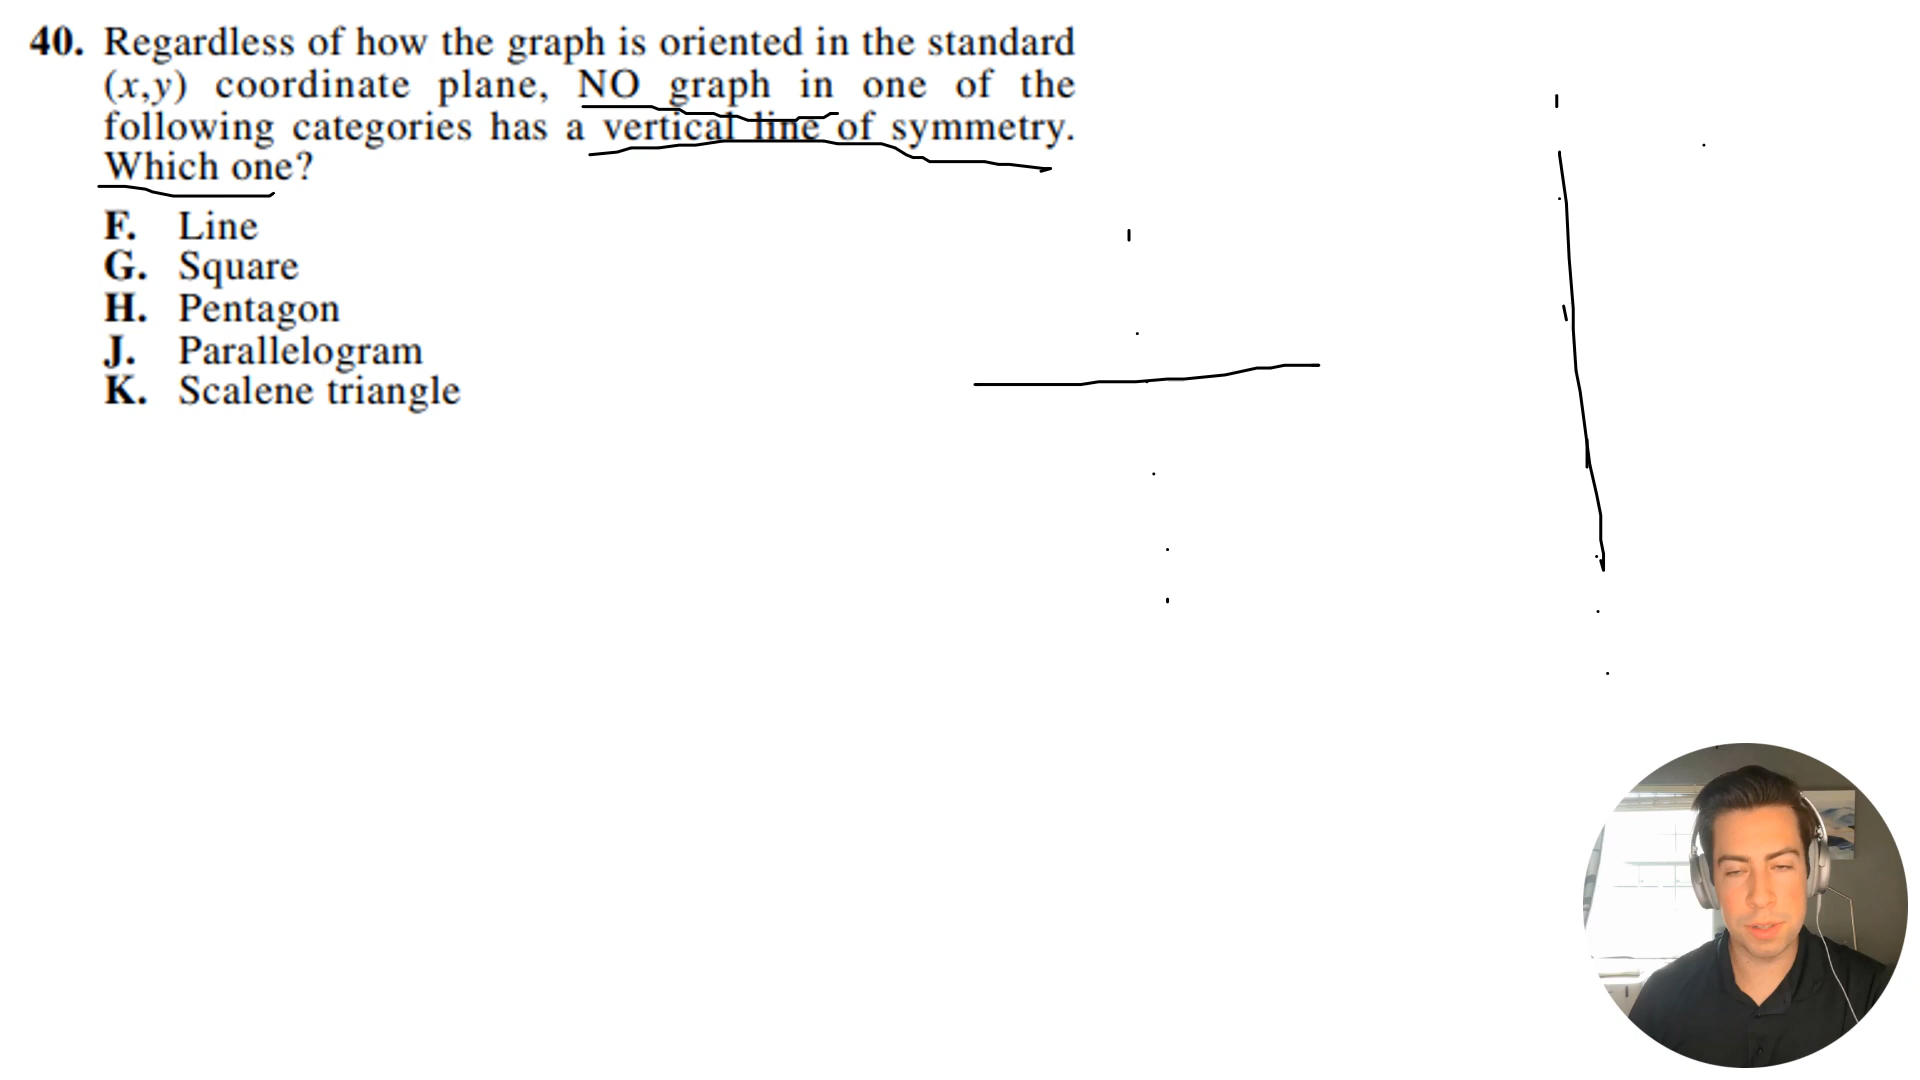 40. Regardless of how the graph is oriented in the standard
(x,y) coordinate plane, NO graph in one of the
following categories has a vertical line of symmetry.
Which one?
F. Line
G. Square
H. Pentagon
J. Parallelogram
K. Scalene triangle